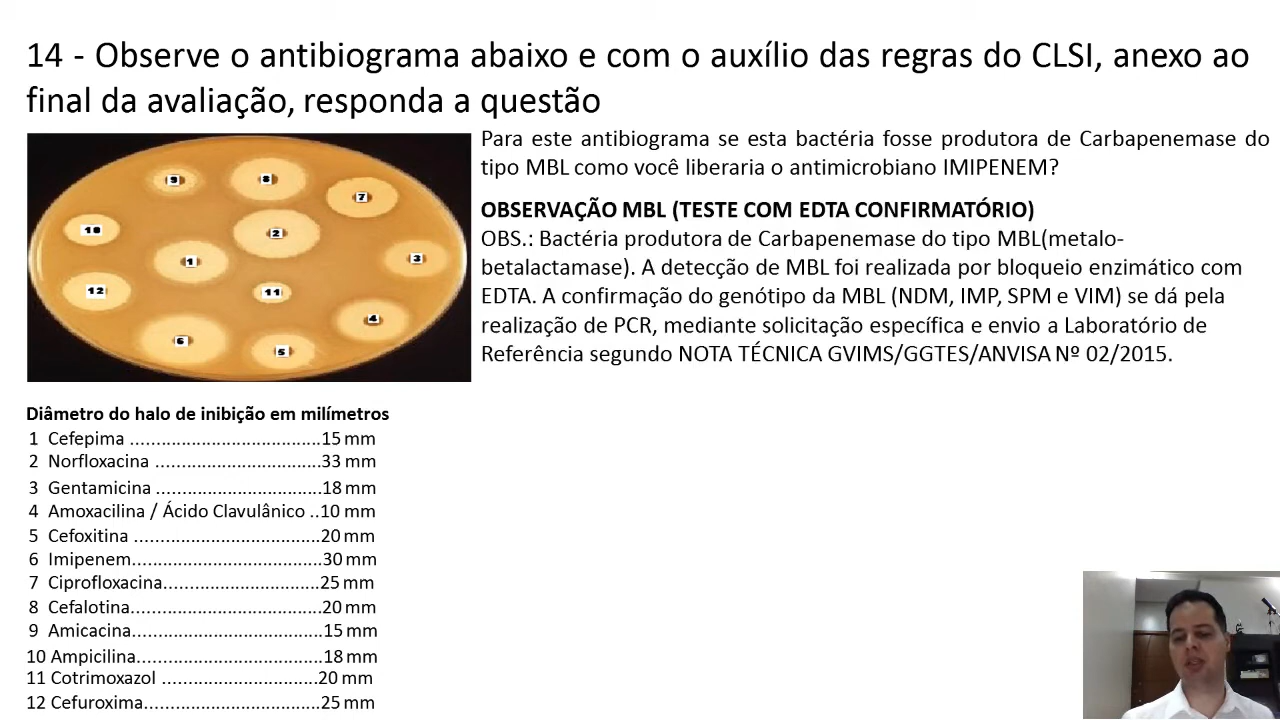 14 - Observe o antibiograma abaixo e com o auxílio das regras do CLSI, anexo ao
final da avaliação, responda a questão
Para este antibiograma se esta bactéria fosse produtora de Carbapenemase do
tipo MBL como você liberaria o antimicrobiano IMIPENEM?
OBSERVAÇÃO MBL (TESTE COM EDTA CONFIRMATÓRIO)
OBS.: Bactéria produtora de Carbapenemase do tipo MBL(metalo-
betalactamase). A detecção de MBL foi realizada por bloqueio enzimático com
EDTA. A confirmação do genótipo da MBL (NDM, IMP, SPM e VIM) se dá pela
realização de PCR, mediante solicitação específica e envio a Laboratório de
Referência segundo NOTA TÉCNICA GVIMS/GGTES/ANVISA Nº 02/2015.
9
8
7
10
2
1
3
12
11
4
6
5
Diâmetro do halo de inibição em milímetros
1 Cefepima ....................................15 mm
2 Norfloxacina ................................33 mm
3 Gentamicina ................................18 mm
4 Amoxacilina / Ácido Clavulânico ..10 mm
5 Cefoxitina ....................................20 mm
6 Imipenem....................................30 mm
7 Ciprofloxacina..............................25 mm
8 Cefalotina....................................20 mm
9 Amicacina....................................15 mm
10 Ampicilina...................................18 mm
11 Cotrimoxazol ..............................20 mm
12 Cefuroxima..................................25 mm